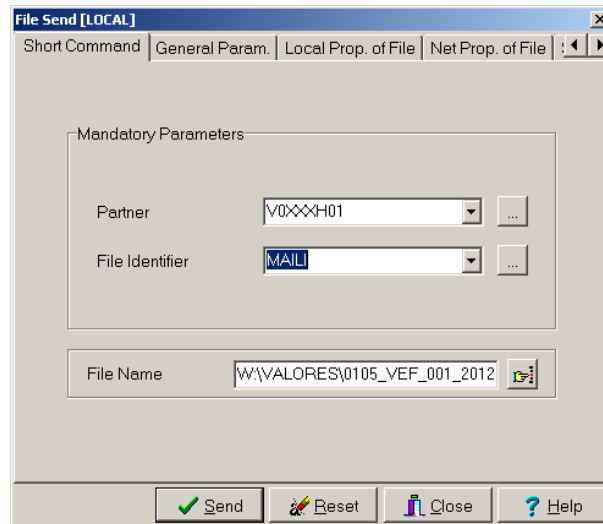 File Send [LOCAL]
Short Command General Param. Local Prop. of File Net Prop. of File
Mandatory Parameters
Partner V0XXXH01 ...
File Identifier MAILI ...
File Name W:\VALORES\0105_VEF_001_2012
Send Reset Close Help